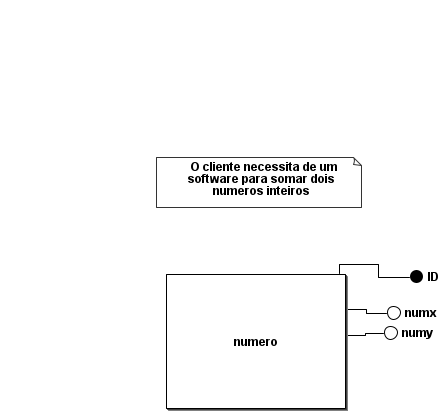 O cliente necessita de um
software para somar dois
numeros inteiros
ID
numx
numy
numero